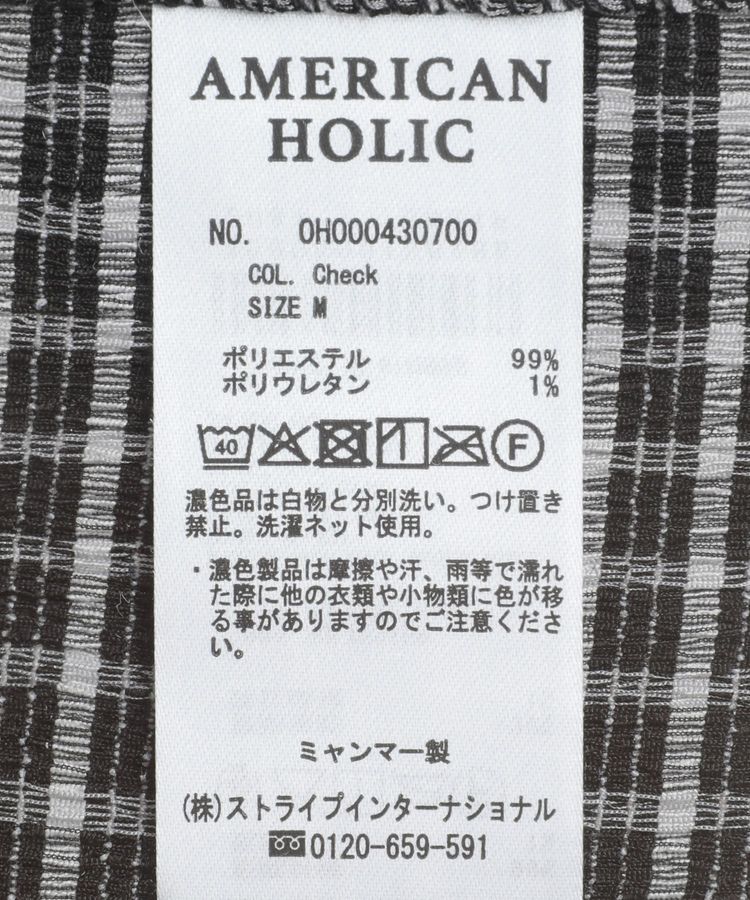 AMERICAN
HOLIC
NO. 0H000430700
COL. Check
SIZE M
ポリエステル 99%
ポリウレタン 1%
40 F
濃色品は白物と分別洗い。つけ置き
禁止。洗濯ネット使用。
・濃色製品は摩擦や汗、雨等で濡れ
た際に他の衣類や小物類に色が移
る事がありますのでご注意くださ
い。
ミャンマー製
(株)ストライプインターナショナル
0120-659-591